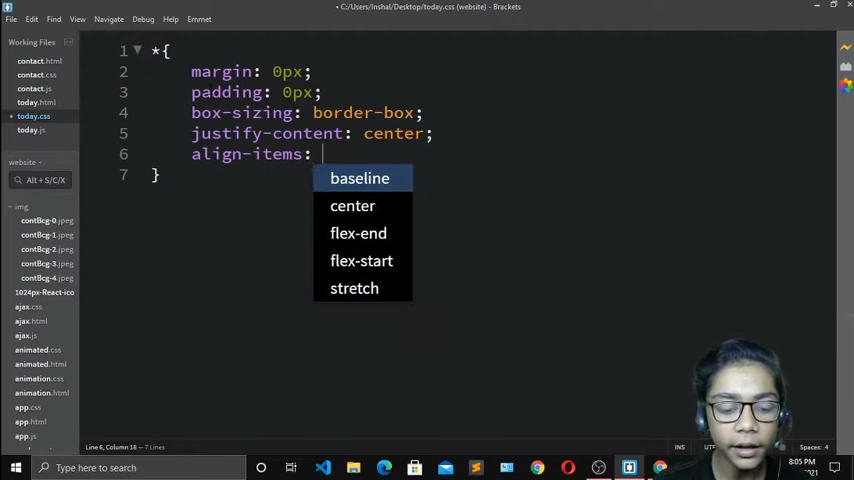 • C:/Users/Inshal/Desktop/today.css (website) - Brackets
File Edit Find View Navigate Debug Help Emmet
Working Files
contact.html
contact.css
contact.js
today.html
• today.css
today.js
website
Alt + S/C/X
img
contBcg-0.jpeg
contBcg-1.jpeg
contBcg-2.jpeg
contBcg-3.jpeg
contBcg-4.jpeg
1024px-React-ico
ajax.css
ajax.html
ajax.js
animated.css
animated.html
animation.css
animation.html
app.css
app.html
app.js
1 *{
2 margin: 0px;
3 padding: 0px;
4 box-sizing: border-box;
5 justify-content: center;
6 align-items:
7 }
baseline
center
flex-end
flex-start
stretch
Line 6, Column 18 — 7 Lines
INS
Spaces: 4
Type here to search
8:05 PM